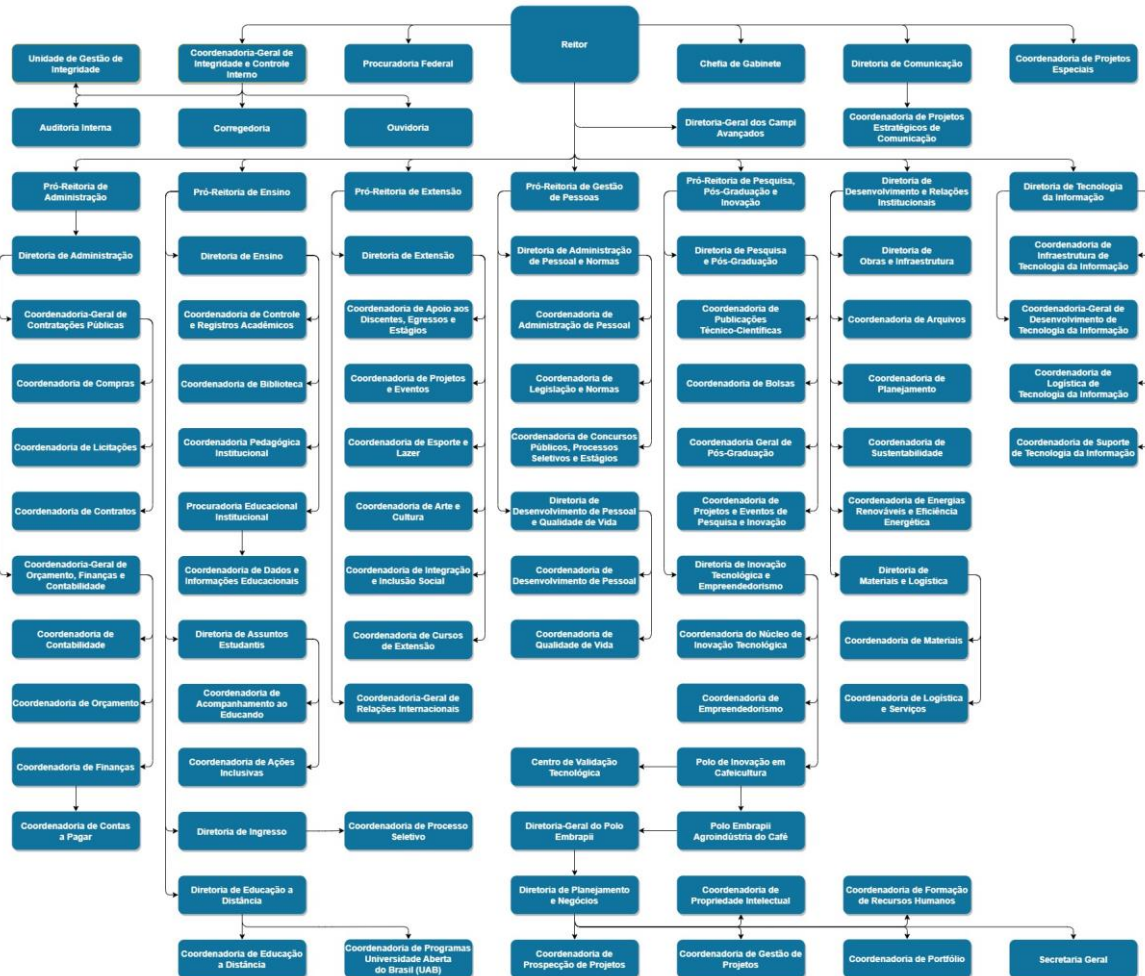 Reitor
Unidade de Gestão de
Integridade
Coordenadoria-Geral de
Integridade e Controle
Interno
Procuradoria Federal
Chefia de Gabinete
Diretoria de Comunicação
Coordenadoria de Projetos
Especiais
Auditoria Interna
Corregedoria
Ouvidoria
Diretoria-Geral dos Campi
Avançados
Coordenadoria de Projetos
Estratégicos de
Comunicação
Pró-Reitoria de
Administração
Pró-Reitoria de Ensino
Pró-Reitoria de Extensão
Pró-Reitoria de Gestão
de Pessoas
Pró-Reitoria de Pesquisa,
Pós-Graduação e
Inovação
Diretoria de
Desenvolvimento e Relações
Institucionais
Diretoria de Tecnologia
da Informação
Diretoria de Administração
Diretoria de Ensino
Diretoria de Extensão
Diretoria de Administração
de Pessoal e Normas
Diretoria de Pesquisa
e Pós-Graduação
Diretoria de
Obras e Infraestrutura
Coordenadoria de
Infraestrutura de
Tecnologia da Informação
Coordenadoria-Geral de
Contratações Públicas
Coordenadoria de Controle
e Registros Acadêmicos
Coordenadoria de Apoio aos
Discentes, Egressos e
Estágios
Coordenadoria de
Administração de Pessoal
Coordenadoria de
Publicações
Técnico-Científicas
Coordenadoria de Arquivos
Coordenadoria-Geral de
Desenvolvimento de
Tecnologia da Informação
Coordenadoria de Compras
Coordenadoria de Biblioteca
Coordenadoria de Projetos
e Eventos
Coordenadoria de
Legislação e Normas
Coordenadoria de Bolsas
Coordenadoria de
Planejamento
Coordenadoria de
Logística de
Tecnologia da Informação
Coordenadoria de Licitações
Coordenadoria Pedagógica
Institucional
Coordenadoria de Esporte e
Lazer
Coordenadoria de Concursos
Públicos, Processos
Seletivos e Estágios
Coordenadoria Geral de
Pós-Graduação
Coordenadoria de
Sustentabilidade
Coordenadoria de Suporte
de Tecnologia da Informação
Coordenadoria de Contratos
Procuradoria Educacional
Institucional
Coordenadoria de Arte e
Cultura
Diretoria de
Desenvolvimento de Pessoal
e Qualidade de Vida
Coordenadoria de
Projetos e Eventos de
Pesquisa e Inovação
Coordenadoria de Energias
Renováveis e Eficiência
Energética
Coordenadoria-Geral de
Orçamento, Finanças e
Contabilidade
Coordenadoria de Dados e
Informações Educacionais
Coordenadoria de Integração
e Inclusão Social
Coordenadoria de
Desenvolvimento de Pessoal
Diretoria de Inovação
Tecnológica e
Empreendedorismo
Diretoria de
Materiais e Logística
Coordenadoria de
Contabilidade
Diretoria de Assuntos
Estudantis
Coordenadoria de Cursos
de Extensão
Coordenadoria de
Qualidade de Vida
Coordenadoria do Núcleo de
Inovação Tecnológica
Coordenadoria de Materiais
Coordenadoria de Orçamento
Coordenadoria de
Acompanhamento ao
Educando
Coordenadoria-Geral de
Relações Internacionais
Coordenadoria de
Empreendedorismo
Coordenadoria de Logística
e Serviços
Coordenadoria de Finanças
Coordenadoria de Ações
Inclusivas
Centro de Validação
Tecnológica
Polo de Inovação em
Cafeicultura
Coordenadoria de Contas
a Pagar
Diretoria de Ingresso
Coordenadoria de Processo
Seletivo
Diretoria-Geral do Polo
Embrapii
Polo Embrapii
Agroindústria do Café
Diretoria de Educação a
Distância
Diretoria de Planejamento
e Negócios
Coordenadoria de
Propriedade Intelectual
Coordenadoria de Formação
de Recursos Humanos
Coordenadoria de Educação
a Distância
Coordenadoria de Programas
Universidade Aberta
do Brasil (UAB)
Coordenadoria de
Prospecção de Projetos
Coordenadoria de Gestão de
Projetos
Coordenadoria de Portfólio
Secretaria Geral